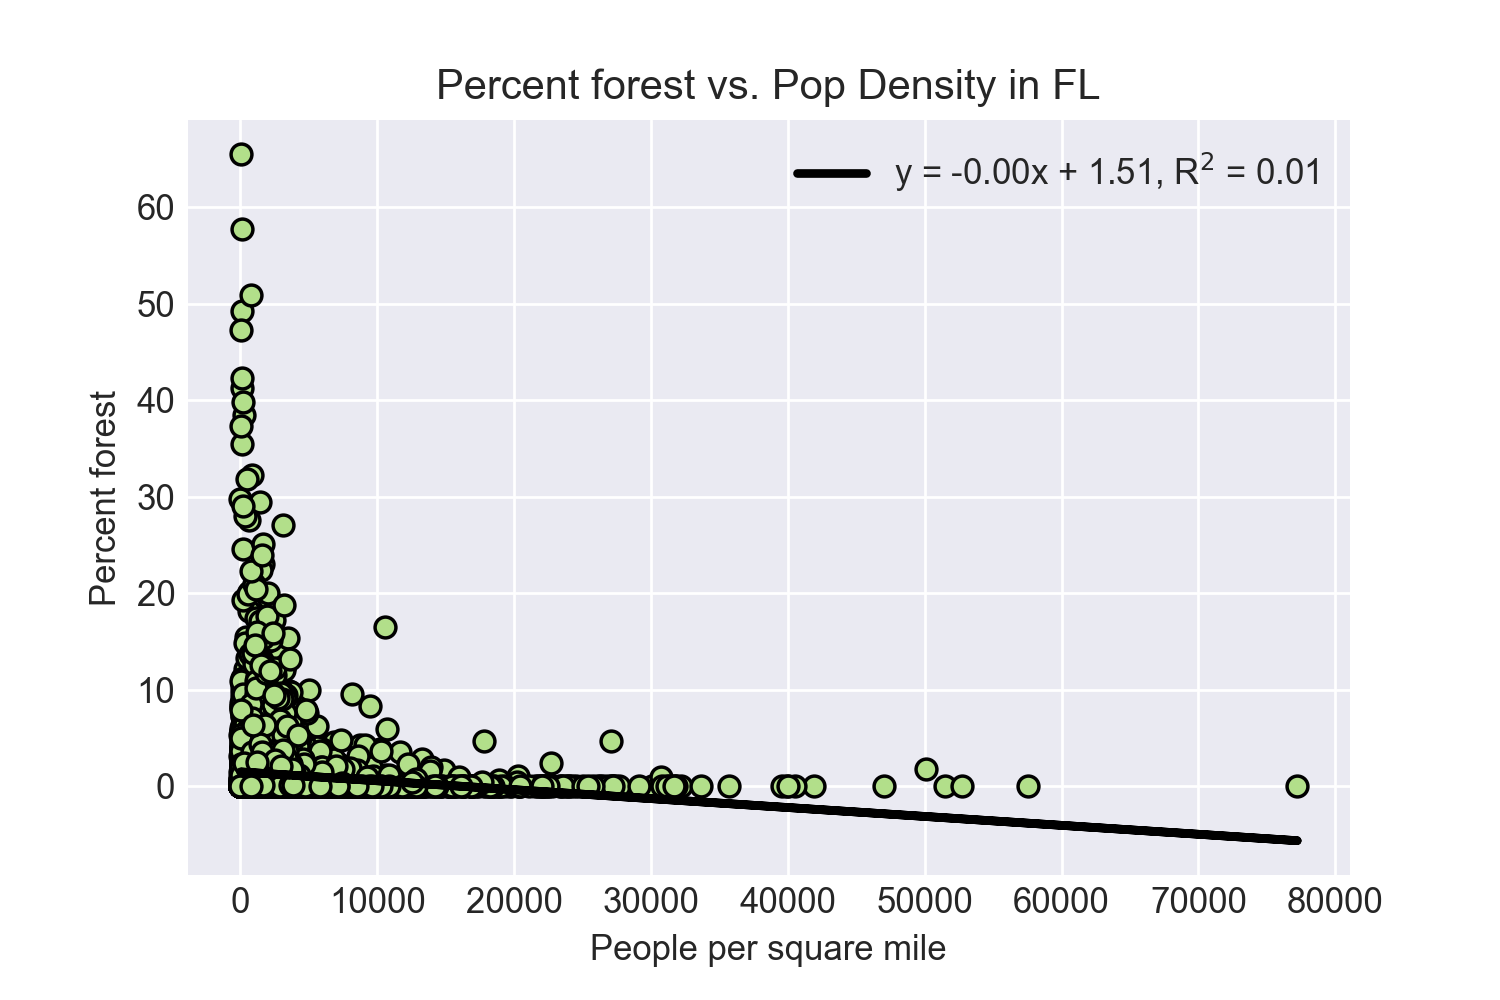 Percent forest vs. Pop Density in FL
y = -0.00x + 1.51, R² = 0.01
60
50
40
30
20
10
0
Percent forest
0 10000 20000 30000 40000 50000 60000 70000 80000
People per square mile